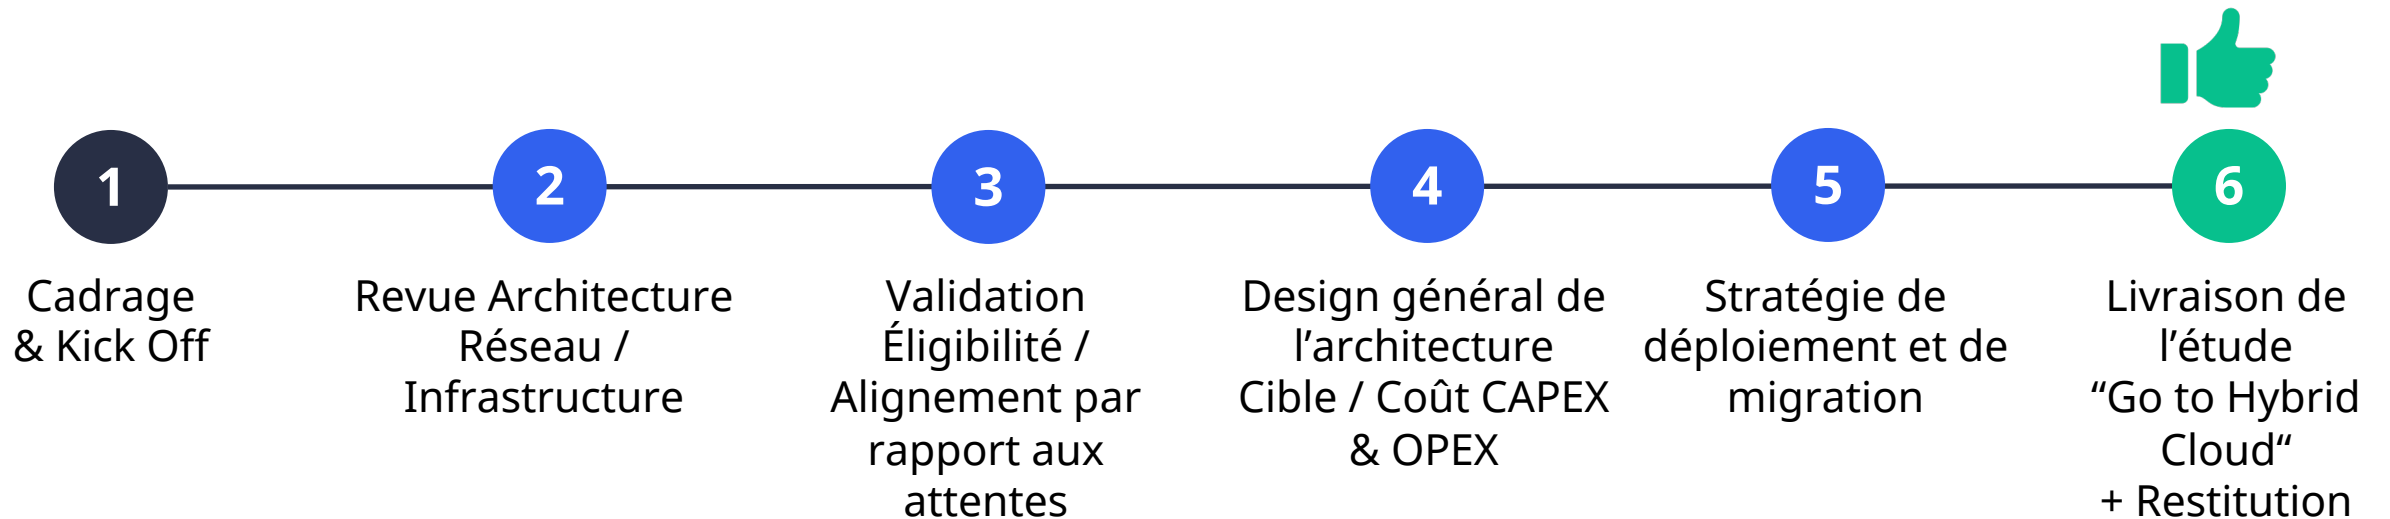 1
Cadrage
& Kick Off
2
Revue Architecture
Réseau /
Infrastructure
3
Validation
Éligibilité /
Alignement par
rapport aux
attentes
4
Design général de
l’architecture
Cible / Coût CAPEX
& OPEX
5
Stratégie de
déploiement et de
migration
6
Livraison de
l’étude
“Go to Hybrid
Cloud“
+ Restitution